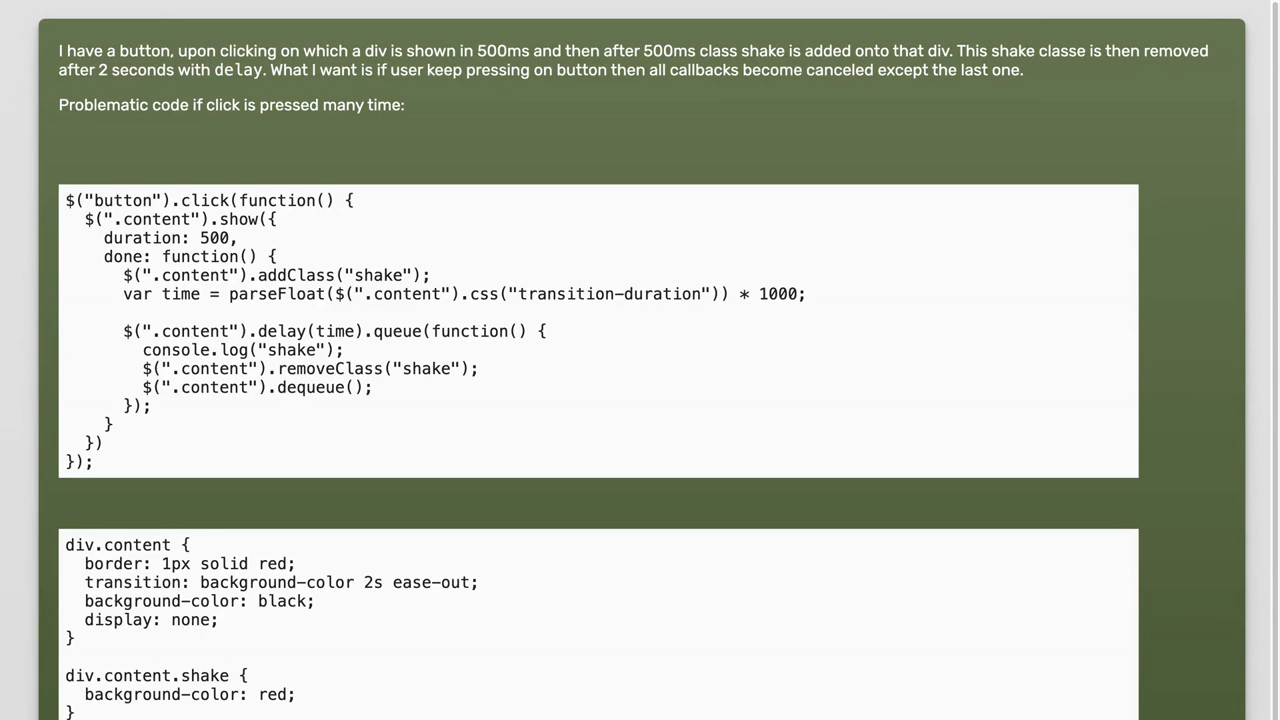 I have a button, upon clicking on which a div is shown in 500ms and then after 500ms class shake is added onto that div. This shake classe is then removed
after 2 seconds with delay. What I want is if user keep pressing on button then all callbacks become canceled except the last one.
Problematic code if click is pressed many time:
$("button").click(function() {
  $(".content").show({
    duration: 500,
    done: function() {
      $(".content").addClass("shake");
      var time = parseFloat($(".content").css("transition-duration")) * 1000;
      $(".content").delay(time).queue(function() {
        console.log("shake");
        $(".content").removeClass("shake");
        $(".content").dequeue();
      });
    }
  })
});
div.content {
  border: 1px solid red;
  transition: background-color 2s ease-out;
  background-color: black;
  display: none;
}
div.content.shake {
  background-color: red;
}